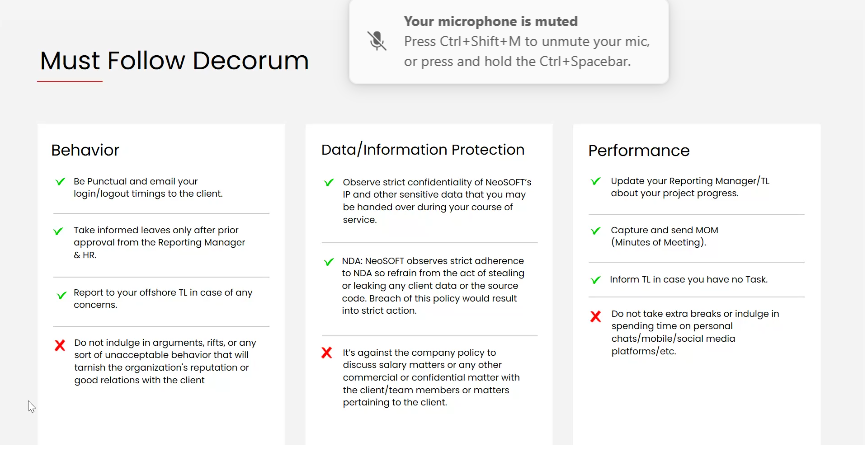 Your microphone is muted
Press Ctrl+Shift+M to unmute your mic,
or press and hold the Ctrl+Spacebar.
Must Follow Decorum
Behavior
Be Punctual and email your
login/logout timings to the client.
Take informed leaves only after prior
approval from the Reporting Manager
& HR.
Report to your offshore TL in case of any
concerns.
Do not indulge in arguments, rifts, or any
sort of unacceptable behavior that will
tarnish the organization's reputation or
good relations with the client
Data/Information Protection
Observe strict confidentiality of NeoSOFT's
IP and other sensitive data that you may
be handed over during your course of
service.
NDA: NeoSOFT observes strict adherence
to NDA so refrain from the act of stealing
or leaking any client data or the source
code. Breach of this policy would result
into strict action.
It's against the company policy to
discuss salary matters or any other
commercial or confidential matter with
the client/team members or matters
pertaining to the client.
Performance
Update your Reporting Manager/TL
about your project progress.
Capture and send MOM
(Minutes of Meeting).
Inform TL in case you have no Task.
Do not take extra breaks or indulge in
spending time on personal
chats/mobile/social media
platforms/etc.